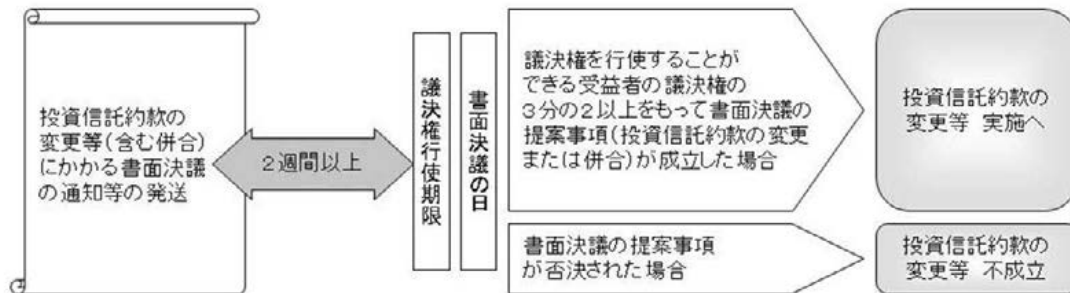 投資信託約款の
変更等(含む併合)
にかかる書面決議
の通知等の発送
2週間以上
議決権行使期限
書面決議の日
議決権を行使することが
できる受益者の議決権の
3分の2以上をもって書面決議の
提案事項(投資信託約款の変更
または併合)が成立した場合
投資信託約款の
変更等 実施へ
書面決議の提案事項
が否決された場合
投資信託約款の
変更等 不成立